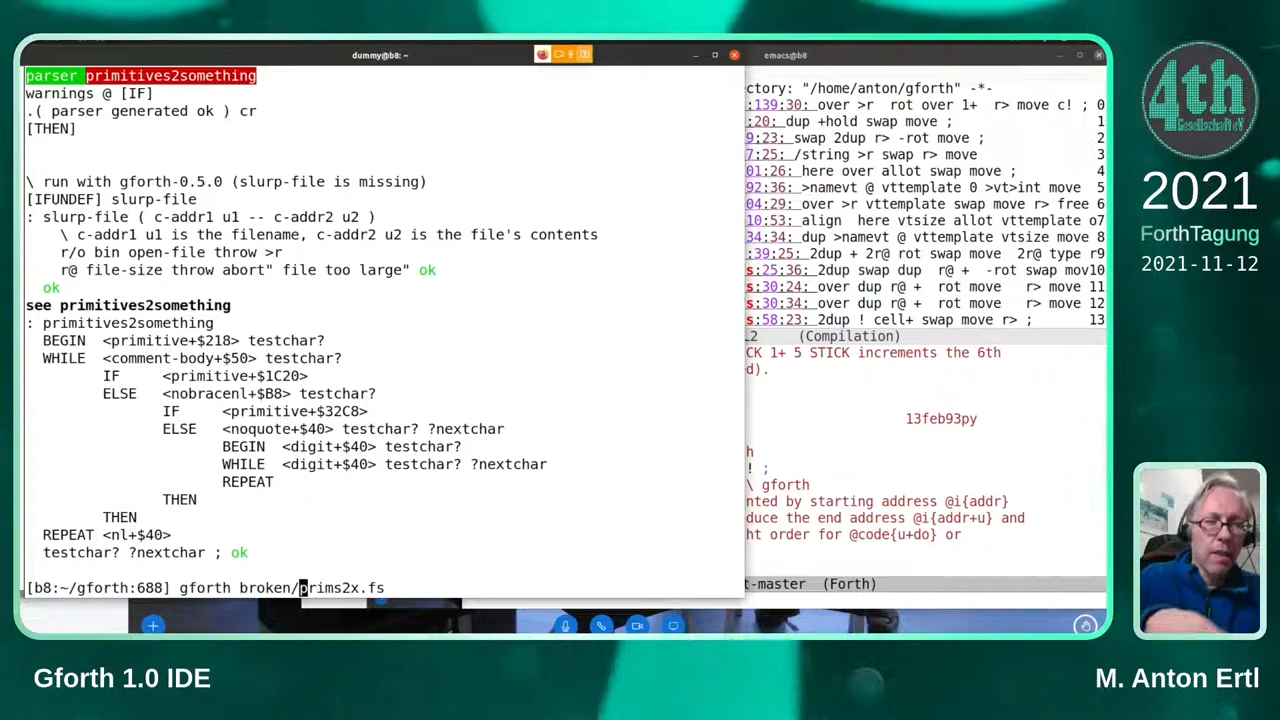 dummy@b8: ~
parser primitives2something
warnings @ [IF]
.( parser generated ok ) cr
[THEN]
\ run with gforth-0.5.0 (slurp-file is missing)
[IFUNDEF] slurp-file
: slurp-file ( c-addr1 u1 -- c-addr2 u2 )
\ c-addr1 u1 is the filename, c-addr2 u2 is the file's contents
r/o bin open-file throw >r
r@ file-size throw abort" file too large" ok
ok
see primitives2something
: primitives2something
BEGIN <primitive+$218> testchar?
WHILE <comment-body+$50> testchar?
IF <primitive+$1C20>
ELSE <nobracenl+$B8> testchar?
IF <primitive+$32C8>
ELSE <noquote+$40> testchar? ?nextchar
BEGIN <digit+$40> testchar?
WHILE <digit+$40> testchar? ?nextchar
REPEAT
THEN
THEN
REPEAT <nl+$40>
testchar? ?nextchar ; ok
[b8:~/gforth:688] gforth broken/prims2x.fs
emacs@b8
ectory: "/home/anton/gforth" -*-
:139:30: over >r rot over 1+ r> move c! ; 0
:20: dup +hold swap move ; 1
9:23: swap 2dup r> -rot move ; 2
7:25: /string >r swap r> move 3
01:26: here over allot swap move ; 4
92:36: >namevt @ vttemplate 0 >vt>int move 5
04:29: over >r vttemplate swap move r> free 6
10:53: align here vtsize allot vttemplate o7
34:34: dup >namevt @ vttemplate vtsize move 8
:39:25: 2dup + 2r@ rot move 2r@ type r9
s:25:36: 2dup swap dup r@ + -rot swap mov10
s:30:24: over dup r@ + rot move r> move 11
s:30:34: over dup r@ + rot move r> move 12
s:58:23: 2dup ! cell+ swap move r> ; 13
L2 (Compilation)
CK 1+ 5 STICK increments the 6th
d).
13feb93py
h
! ;
\ gforth
nted by starting address @i{addr}
duce the end address @i{addr+u} and
ht order for @code{u+do} or
t-master (Forth)
4th
Gesellschaft eV
2021
ForthTagung
2021-11-12
Gforth 1.0 IDE
M. Anton Ertl